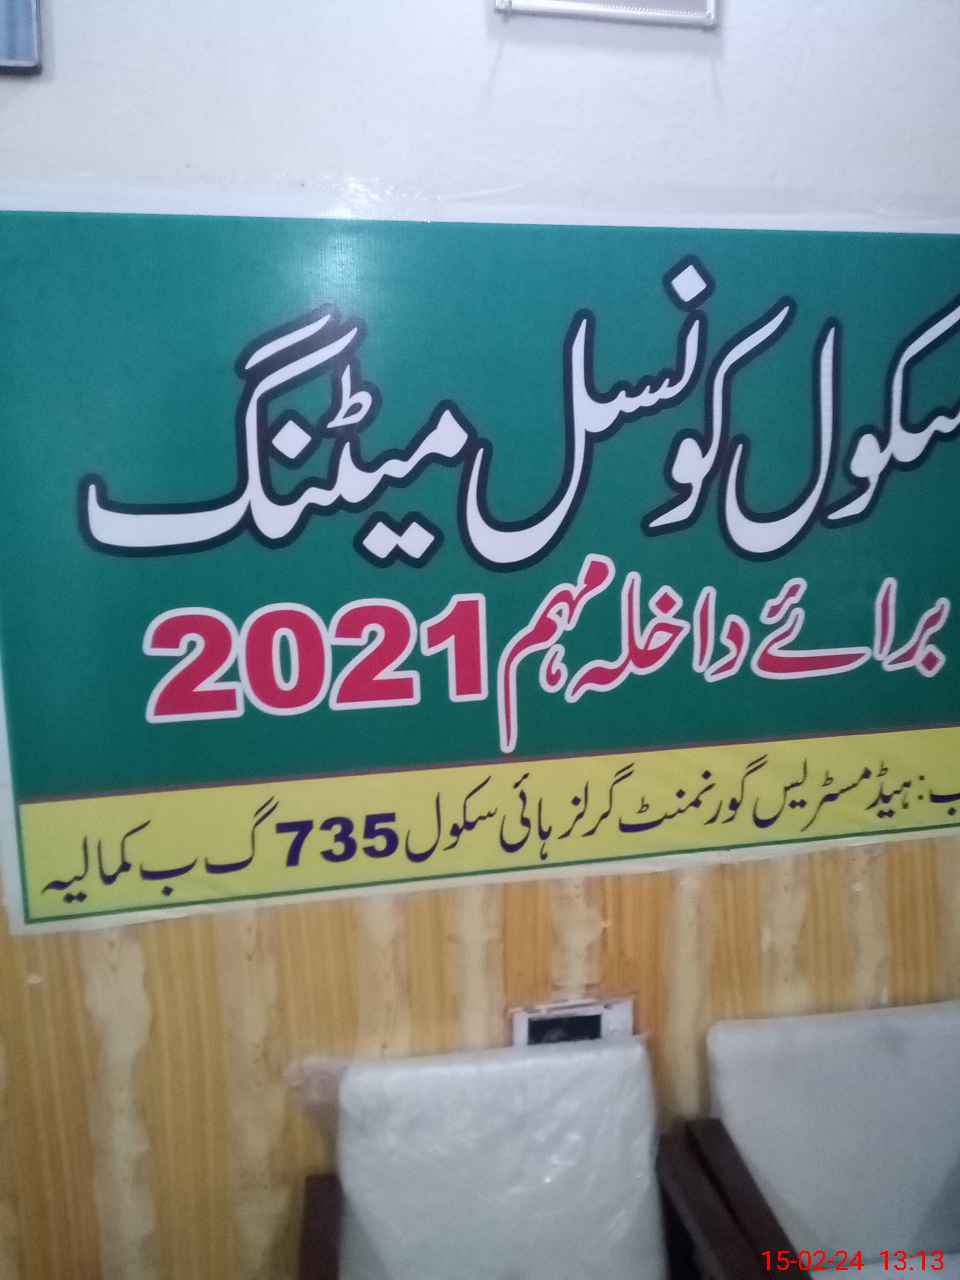 سکول کونسل میٹنگ
برائے داخلہ مہم 2021
ب: ہیڈ مسٹریس گورنمنٹ گرلز ہائی سکول 735 گ ب کمالیہ
15-02-24 13:13